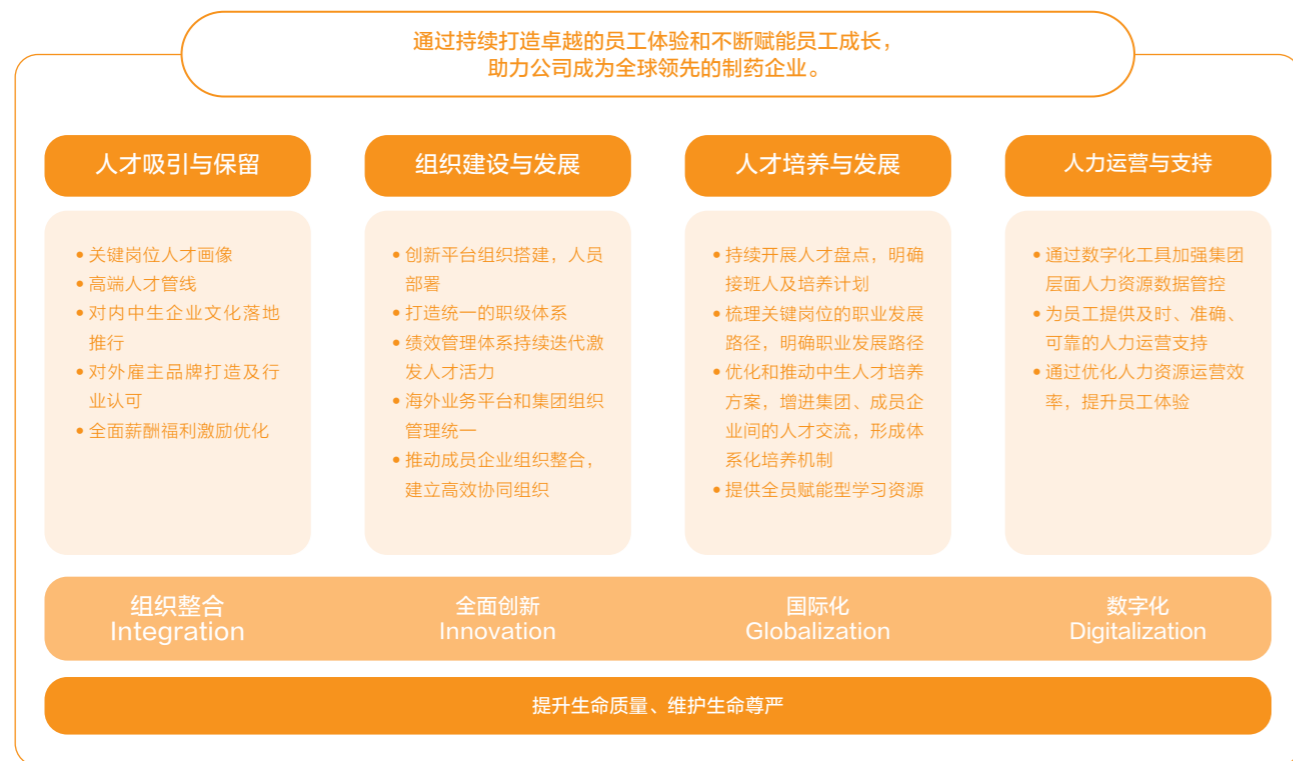 通过持续打造卓越的员工体验和不断赋能员工成长，
助力公司成为全球领先的制药企业。
人才吸引与保留
• 关键岗位人才画像
• 高端人才管线
• 对内中生企业文化落地
推行
• 对外雇主品牌打造及行
业认可
• 全面薪酬福利激励优化
组织建设与发展
• 创新平台组织搭建，人员
部署
• 打造统一的职级体系
• 绩效管理体系持续迭代激
发人才活力
• 海外业务平台和集团组织
管理统一
• 推动成员企业组织整合，
建立高效协同组织
人才培养与发展
• 持续开展人才盘点，明确
接班人及培养计划
• 梳理关键岗位的职业发展
路径，明确职业发展路径
• 优化和推动中生人才培养
方案，增进集团、成员企
业间的人才交流，形成体
系化培养机制
• 提供全员赋能型学习资源
人力运营与支持
• 通过数字化工具加强集团
层面人力资源数据管控
• 为员工提供及时、准确、
可靠的人力运营支持
• 通过优化人力资源运营效
率，提升员工体验
组织整合
Integration
全面创新
Innovation
国际化
Globalization
数字化
Digitalization
提升生命质量、维护生命尊严